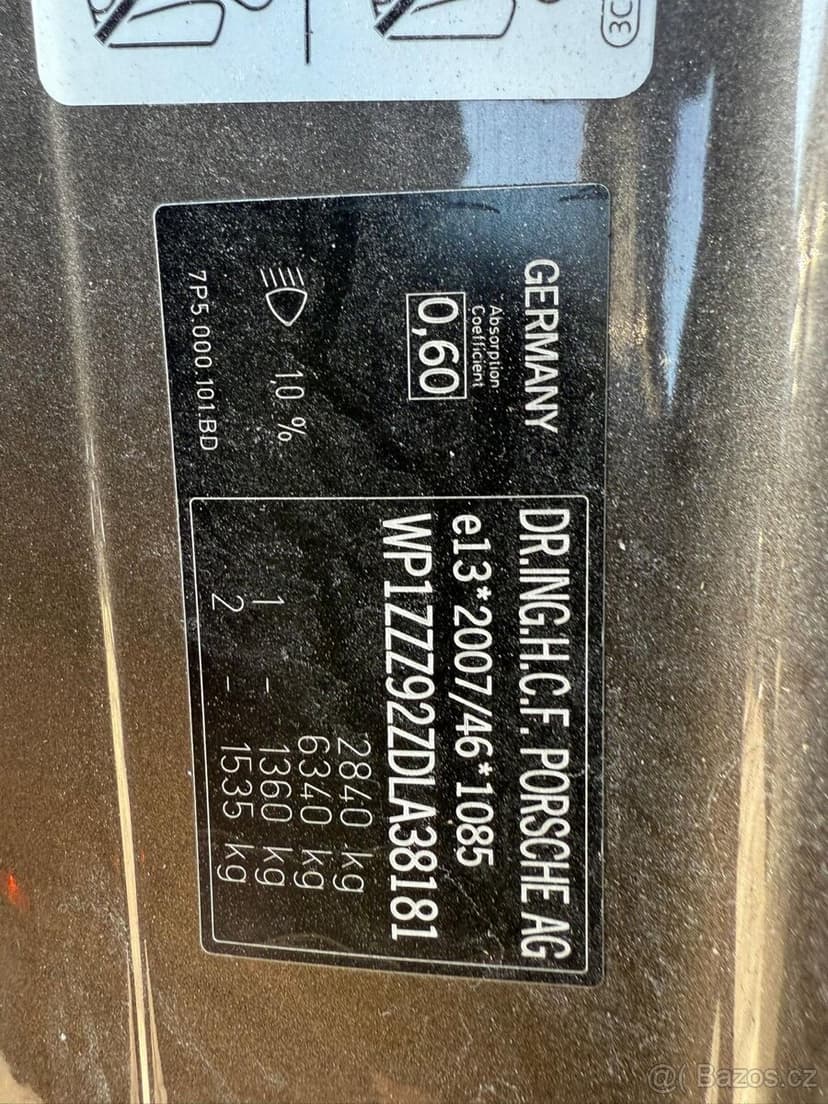 GERMANY
Absorption
Coefficient
0,60
1,0 %
7P5.000.101.BD
DR.ING.H.C.F. PORSCHE AG
e13*2007/46*1085
WP1ZZZ92ZDLA38181
2840 kg
6340 kg
1 – 1360 kg
2 – 1535 kg
@( Bazos.cz